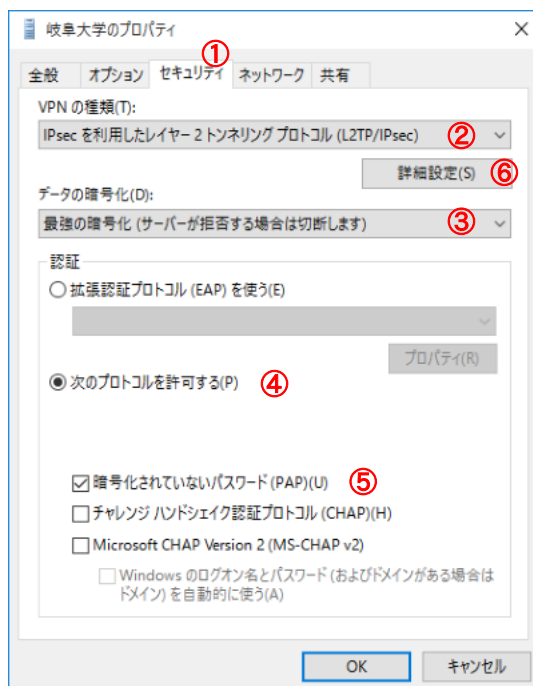 岐阜大学のプロパティ
①
全般 オプション セキュリティ ネットワーク 共有
VPN の種類(T):
IPsec を利用したレイヤー 2 トンネリング プロトコル (L2TP/IPsec) ②
詳細設定(S) ⑥
データの暗号化(D):
最強の暗号化 (サーバーが拒否する場合は切断します) ③
認証
拡張認証プロトコル (EAP) を使う(E)
プロパティ(R)
次のプロトコルを許可する(P) ④
暗号化されていないパスワード (PAP)(U) ⑤
チャレンジ ハンドシェイク認証プロトコル (CHAP)(H)
Microsoft CHAP Version 2 (MS-CHAP v2)
Windows のログオン名とパスワード (およびドメインがある場合は
ドメイン) を自動的に使う(A)
OK キャンセル